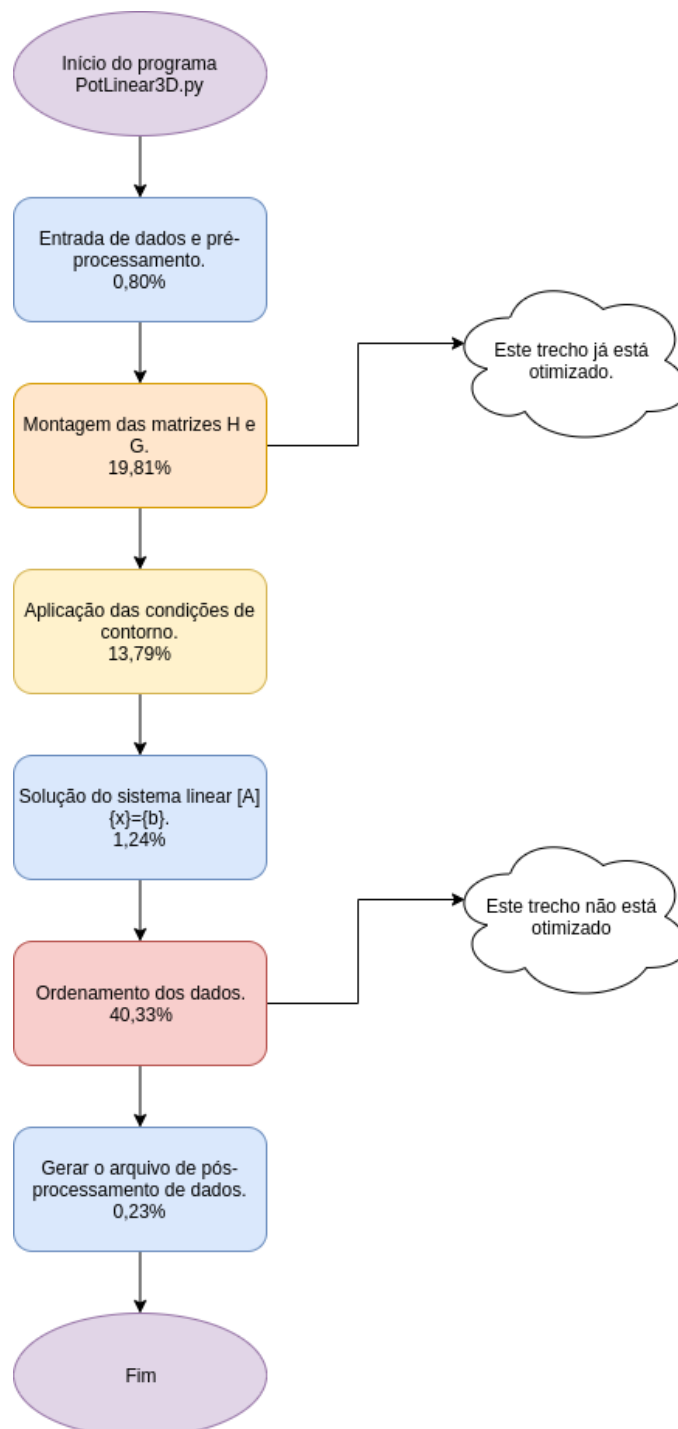 Início do programa
PotLinear3D.py
Entrada de dados e pré-
processamento.
0,80%
Este trecho já está
otimizado.
Montagem das matrizes H e
G.
19,81%
Aplicação das condições de
contorno.
13,79%
Solução do sistema linear [A]
{x}={b}.
1,24%
Este trecho não está
otimizado
Ordenamento dos dados.
40,33%
Gerar o arquivo de pós-
processamento de dados.
0,23%
Fim